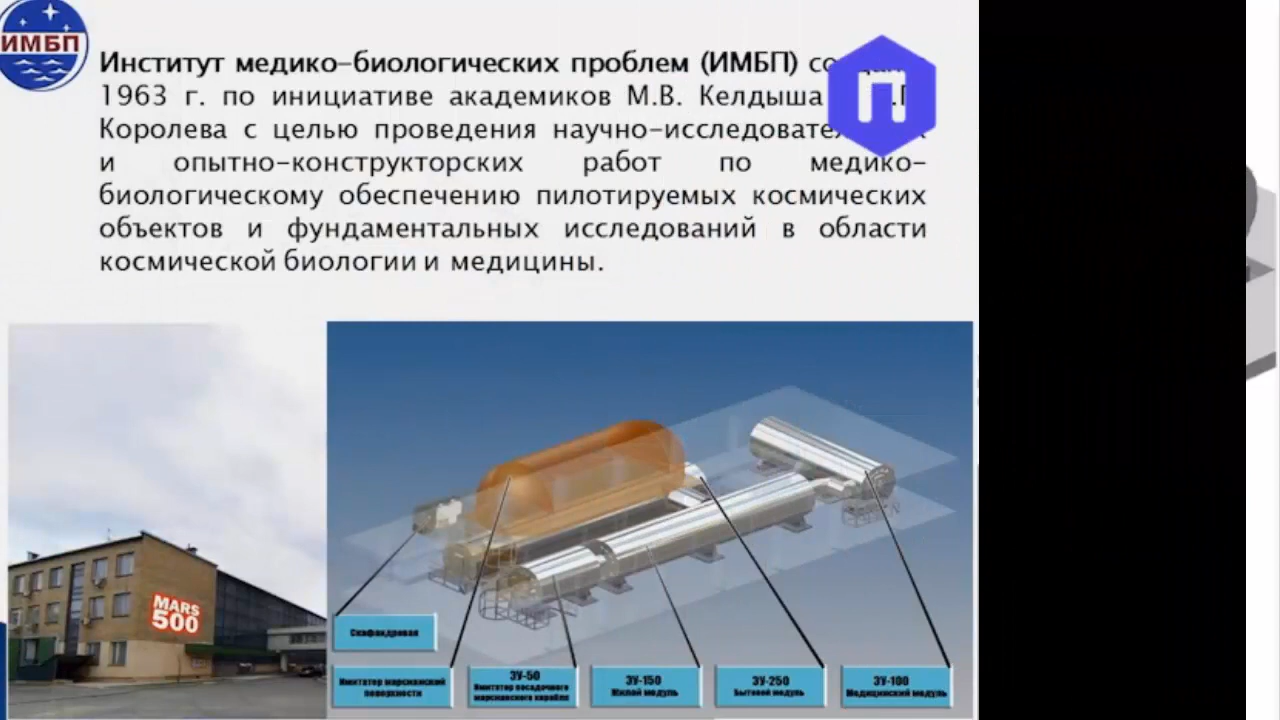 ИМБП
Институт медико-биологических проблем (ИМБП)
1963 г. по инициативе академиков М.В. Келдыша
Королева с целью проведения
и опытно-конструкторских работ по медико-
биологическому обеспечению пилотируемых космических
объектов и фундаментальных исследований в области
космической биологии и медицины.
MARS
500
Скафандровая
Имитатор марсианской
поверхности
ЭУ-50
Имитатор посадочного
марсианского корабля
ЭУ-150
Жилой модуль
ЭУ-250
Бытовой модуль
ЭУ-100
Медицинский модуль